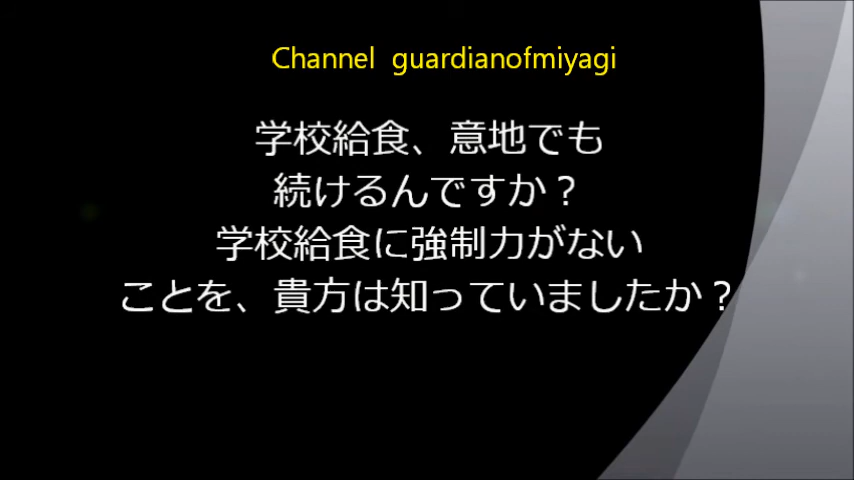 Channel guardianofmiyagi
学校給食、意地でも
続けるんですか？
学校給食に強制力がない
ことを、貴方は知っていましたか？